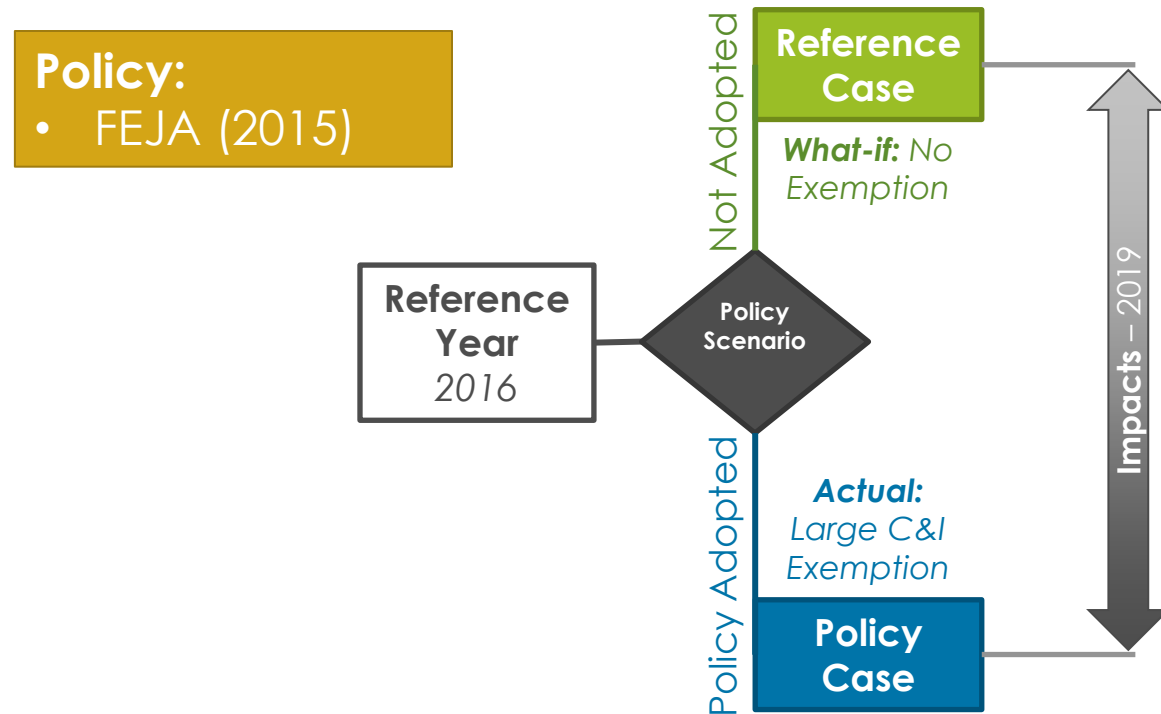 Policy:
• FEJA (2015)
Reference
Year
2016
Policy
Scenario
Not Adopted
Reference
Case
What-if: No
Exemption
Policy Adopted
Actual:
Large C&I
Exemption
Policy
Case
Impacts – 2019